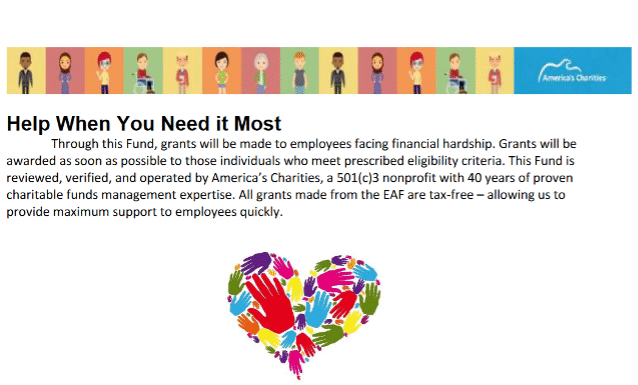 America's Charities
Help When You Need it Most
Through this Fund, grants will be made to employees facing financial hardship. Grants will be
awarded as soon as possible to those individuals who meet prescribed eligibility criteria. This Fund is
reviewed, verified, and operated by America's Charities, a 501(c)3 nonprofit with 40 years of proven
charitable funds management expertise. All grants made from the EAF are tax-free – allowing us to
provide maximum support to employees quickly.